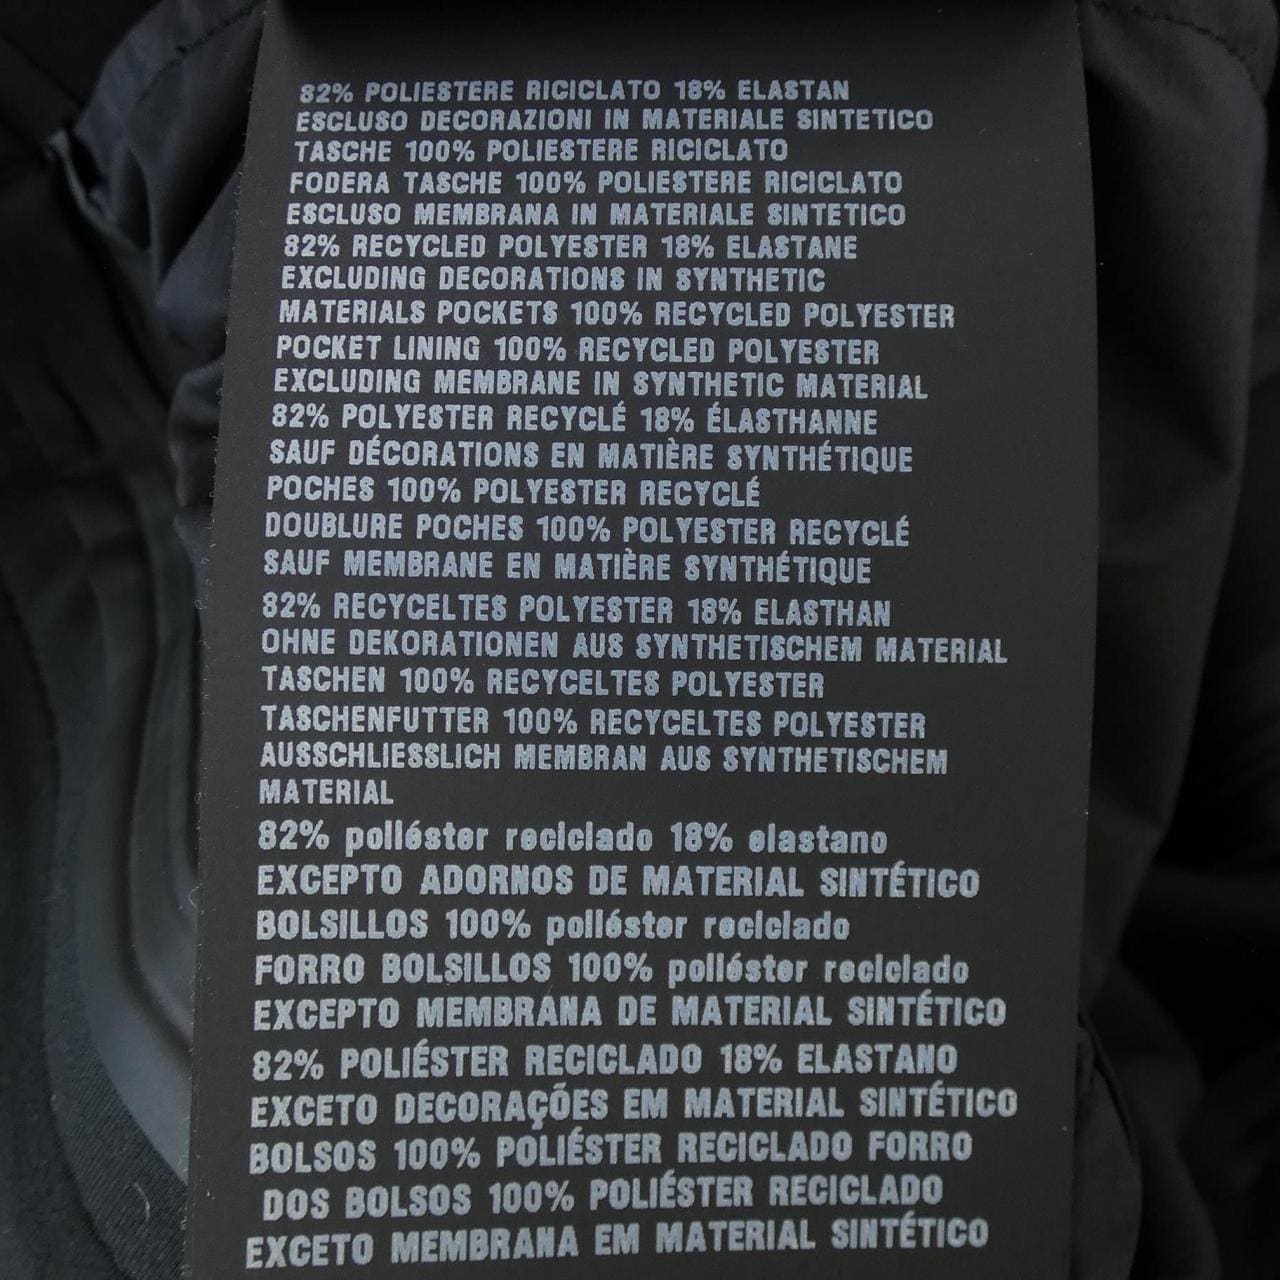 82% POLIESTERE RICICLATO 18% ELASTAN
ESCLUSO DECORAZIONI IN MATERIALE SINTETICO
TASCHE 100% POLIESTERE RICICLATO
FODERA TASCHE 100% POLIESTERE RICICLATO
ESCLUSO MEMBRANA IN MATERIALE SINTETICO
82% RECYCLED POLYESTER 18% ELASTANE
EXCLUDING DECORATIONS IN SYNTHETIC
MATERIALS POCKETS 100% RECYCLED POLYESTER
POCKET LINING 100% RECYCLED POLYESTER
EXCLUDING MEMBRANE IN SYNTHETIC MATERIAL
82% POLYESTER RECYCLÉ 18% ÉLASTHANNE
SAUF DÉCORATIONS EN MATIÈRE SYNTHÉTIQUE
POCHES 100% POLYESTER RECYCLÉ
DOUBLURE POCHES 100% POLYESTER RECYCLÉ
SAUF MEMBRANE EN MATIÈRE SYNTHÉTIQUE
82% RECYCELTES POLYESTER 18% ELASTHAN
OHNE DEKORATIONEN AUS SYNTHETISCHEM MATERIAL
TASCHEN 100% RECYCELTES POLYESTER
TASCHENFUTTER 100% RECYCELTES POLYESTER
AUSSCHLIESSLICH MEMBRAN AUS SYNTHETISCHEM
MATERIAL
82% poliéster reciclado 18% elastano
EXCEPTO ADORNOS DE MATERIAL SINTÉTICO
BOLSILLOS 100% poliéster reciclado
FORRO BOLSILLOS 100% poliéster reciclado
EXCEPTO MEMBRANA DE MATERIAL SINTÉTICO
82% POLIÉSTER RECICLADO 18% ELASTANO
EXCETO DECORAÇÕES EM MATERIAL SINTÉTICO
BOLSOS 100% POLIÉSTER RECICLADO FORRO
DOS BOLSOS 100% POLIÉSTER RECICLADO
EXCETO MEMBRANA EM MATERIAL SINTÉTICO